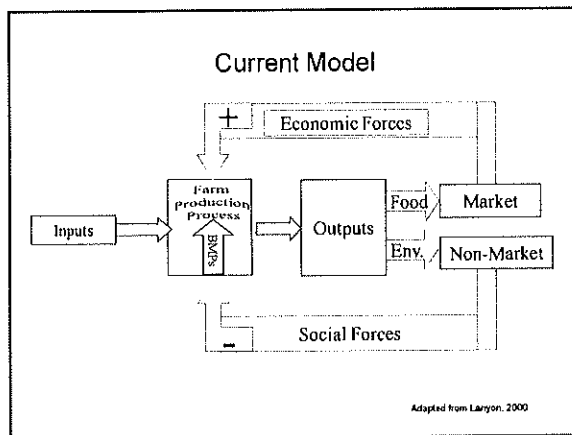 Current Model
+
Economic Forces
Farm
Production
Process
BMPs
Inputs
Outputs
Food
Market
Env.
Non-Market
Social Forces
-
Adapted from Lanyon, 2000